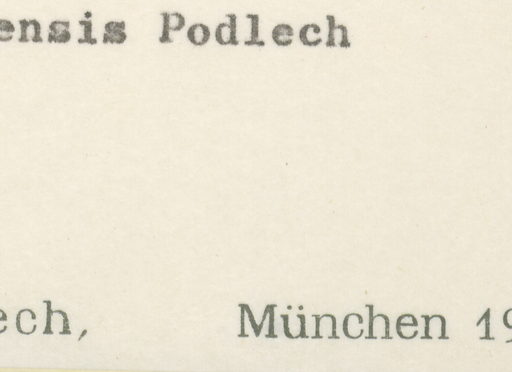 ensis Podlech
ech, München 19